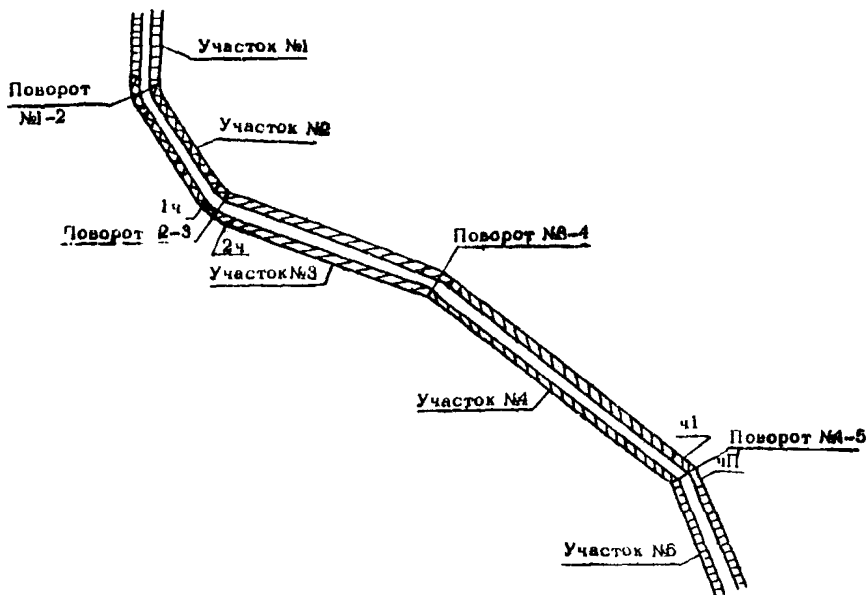 Участок №1
Поворот
№1-2
Участок №2
1ч
Поворот 2-3
2ч
Участок №3
Поворот №3-4
Участок №4
ч1
Поворот №4-5
чП
Участок №5